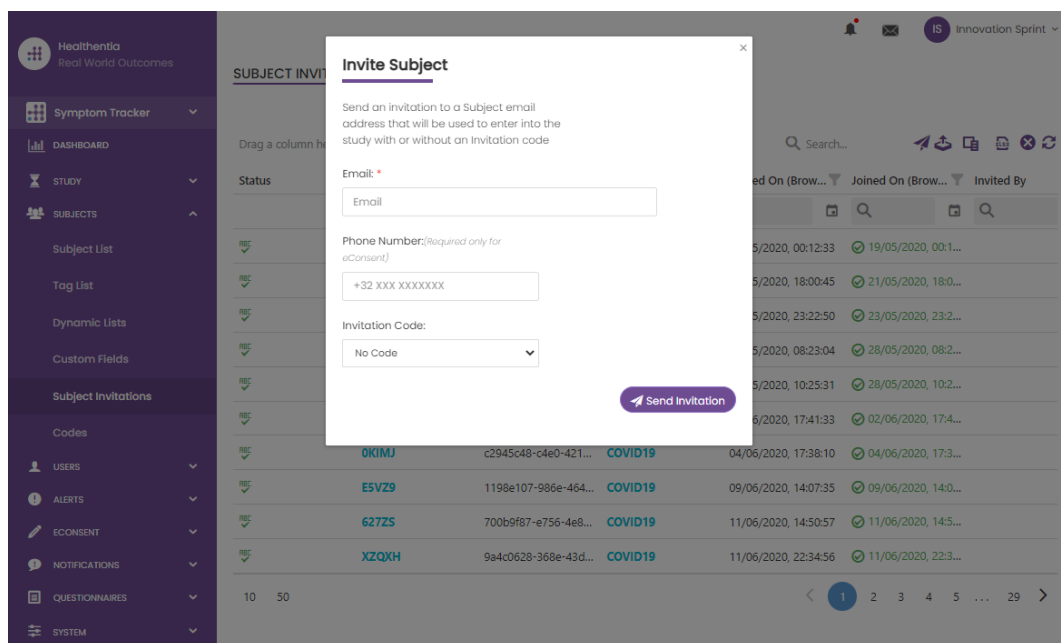 Healthentia
Real World Outcomes
IS Innovation Sprint
Symptom Tracker
DASHBOARD
STUDY
SUBJECTS
Subject List
Tag List
Dynamic Lists
Custom Fields
Subject Invitations
Codes
USERS
ALERTS
ECONSENT
NOTIFICATIONS
QUESTIONNAIRES
SYSTEM
SUBJECT INVIT
Drag a column he
Search...
Status
ed On (Brow...
Joined On (Brow...
Invited By
×
Invite Subject
Send an invitation to a Subject email
address that will be used to enter into the
study with or without an Invitation code
Email: *
Email
Phone Number:(Required only for
eConsent)
+32 XXX XXXXXXX
Invitation Code:
No Code
Send Invitation
5/2020, 00:12:33 19/05/2020, 00:1...
5/2020, 18:00:45 21/05/2020, 18:0...
5/2020, 23:22:50 23/05/2020, 23:2...
5/2020, 08:23:04 28/05/2020, 08:2...
5/2020, 10:25:31 28/05/2020, 10:2...
6/2020, 17:41:33 02/06/2020, 17:4...
0KIMJ c2945c48-c4e0-421... COVID19 04/06/2020, 17:38:10 04/06/2020, 17:3...
E5VZ9 1198e107-986e-464... COVID19 09/06/2020, 14:07:35 09/06/2020, 14:0...
627ZS 700b9f87-e756-4e8... COVID19 11/06/2020, 14:50:57 11/06/2020, 14:5...
XZQXH 9a4c0628-368e-43d... COVID19 11/06/2020, 22:34:56 11/06/2020, 22:3...
10 50
1 2 3 4 5 ... 29